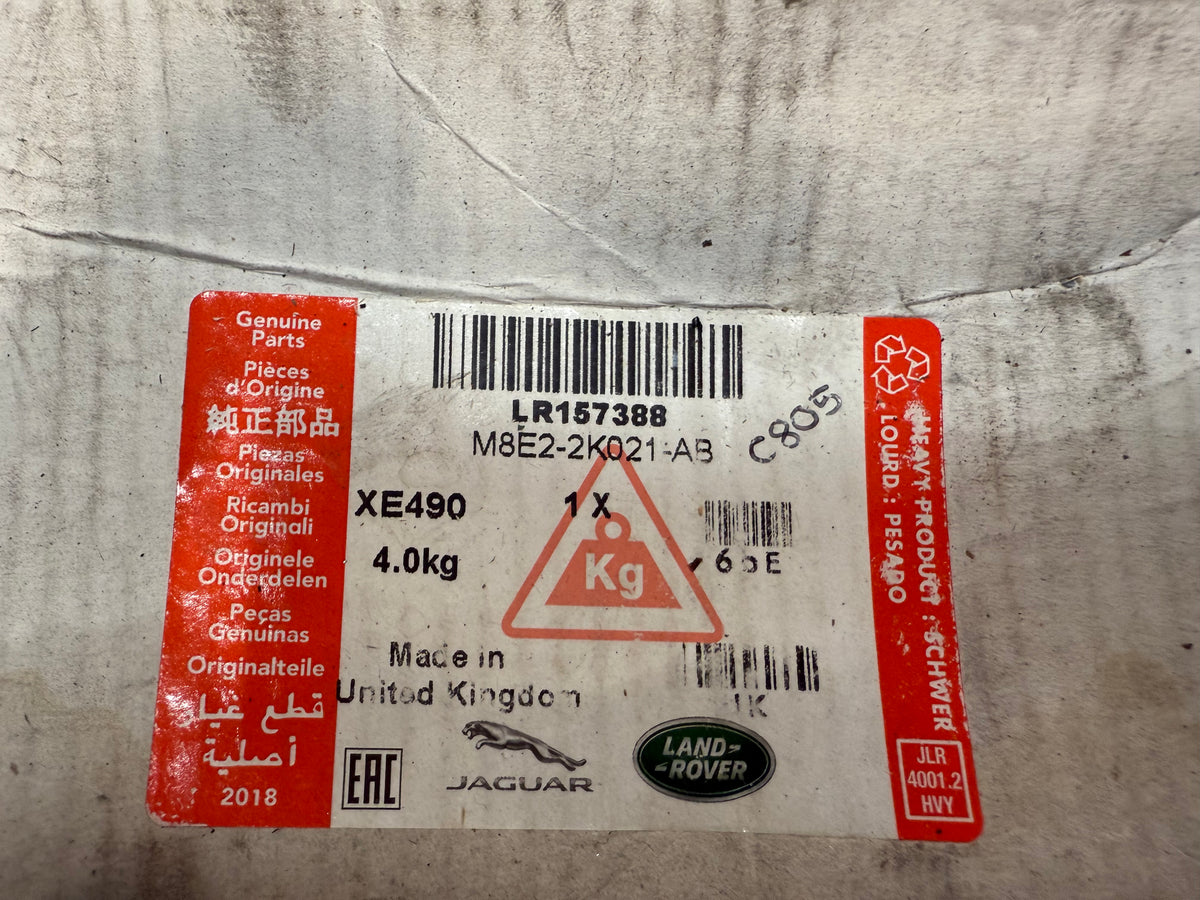 Genuine
Parts
Pièces
d'Origine
純正部品
Piezas
Originales
Ricambi
Originali
Originele
Onderdelen
Peças
Genuinas
Originalteile
قطع غيار
أصلية
2018
LR157388
M8E2-2K021-AB
C805
XE490
1 X
4.0kg
Kg
Made in
United Kingdom
EAC
JAGUAR
LAND-
-ROVER
HEAVY PRODUCT : SCHWER
LOURD : PESADO
JLR
4001.2
HVY